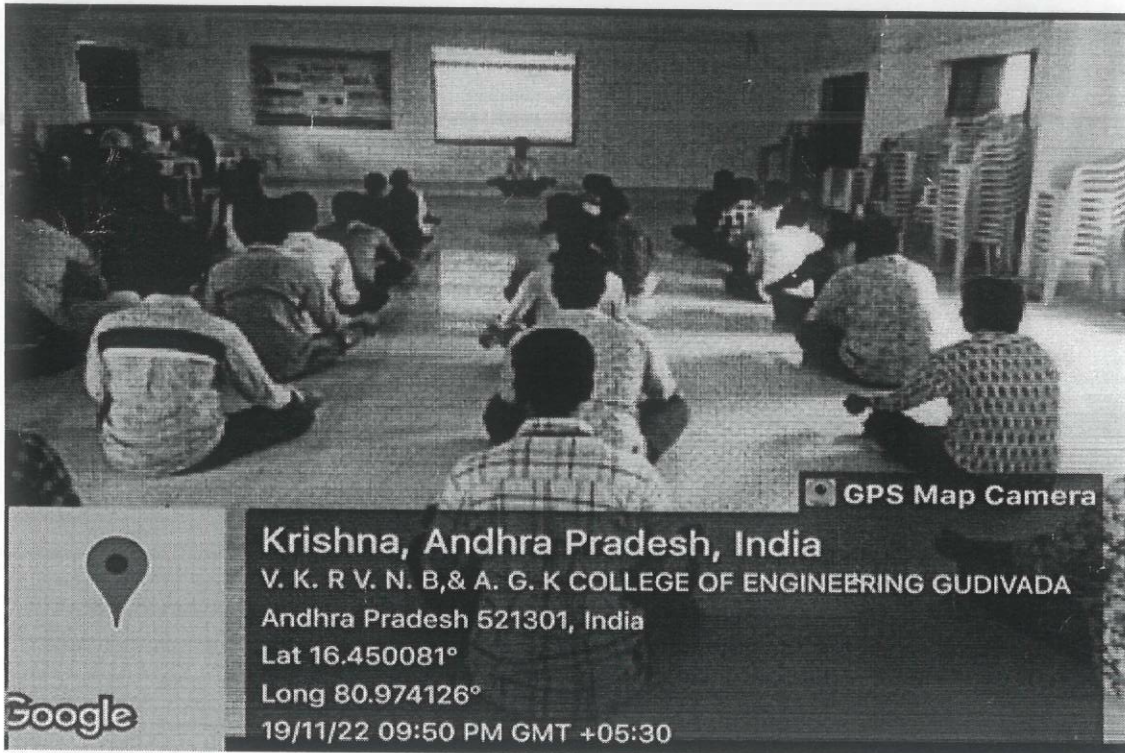 GPS Map Camera
Krishna, Andhra Pradesh, India
V. K. R V. N. B,& A. G. K COLLEGE OF ENGINEERING GUDIVADA
Andhra Pradesh 521301, India
Lat 16.450081°
Long 80.974126°
19/11/22 09:50 PM GMT +05:30
Google